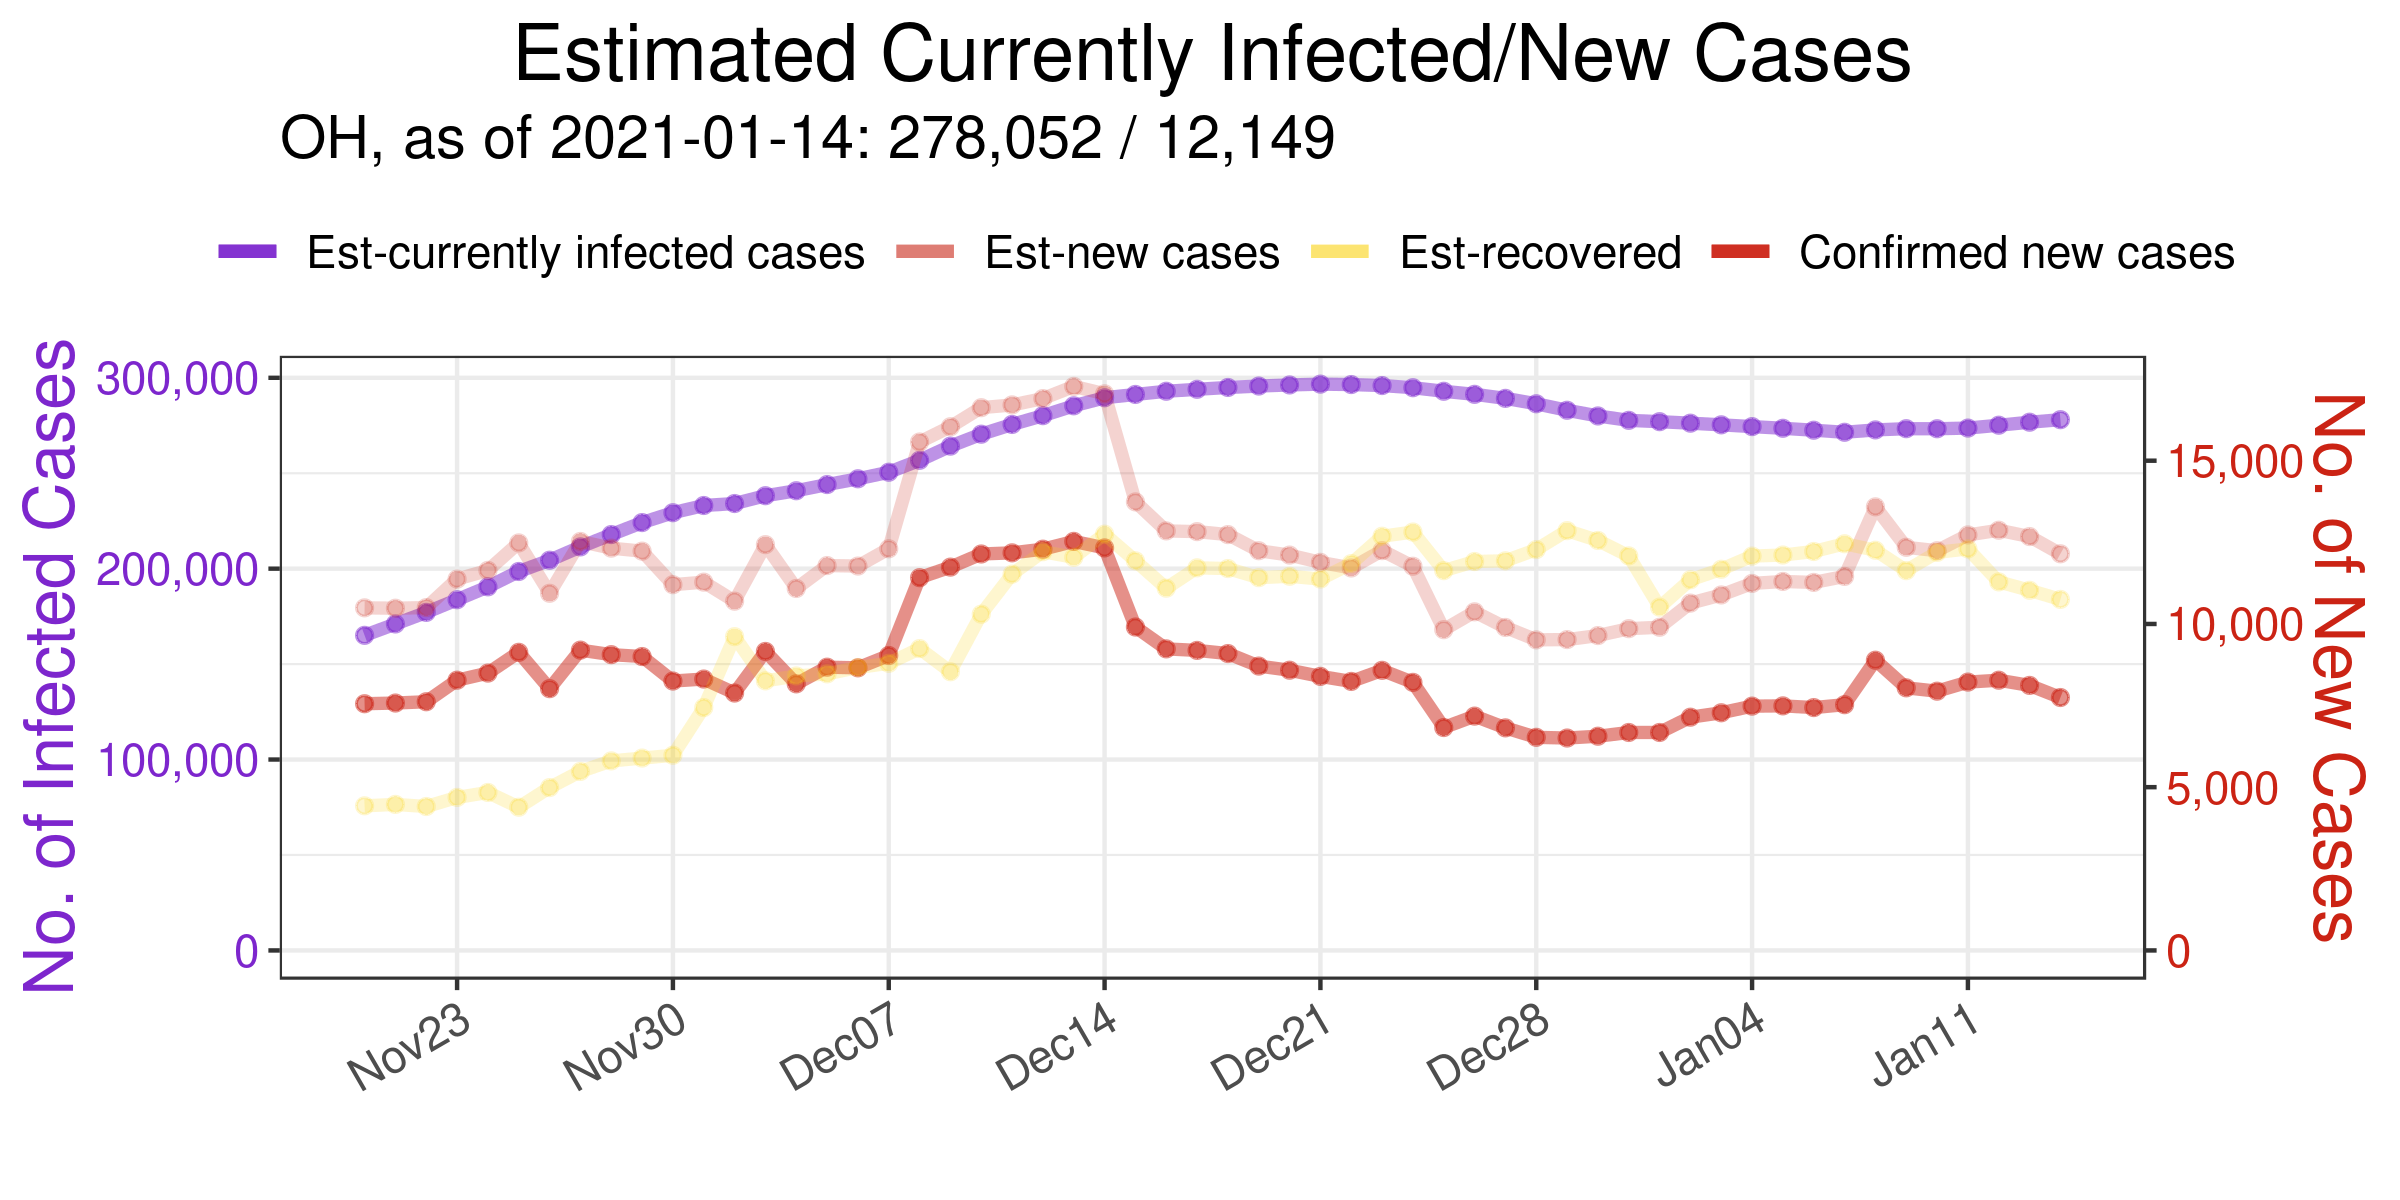 Estimated Currently Infected/New Cases
OH, as of 2021-01-14: 278,052 / 12,149
Est-currently infected cases Est-new cases Est-recovered Confirmed new cases
No. of Infected Cases
300,000
200,000
100,000
0
15,000
10,000
5,000
0
No. of New Cases
Nov23 Nov30 Dec07 Dec14 Dec21 Dec28 Jan04 Jan11